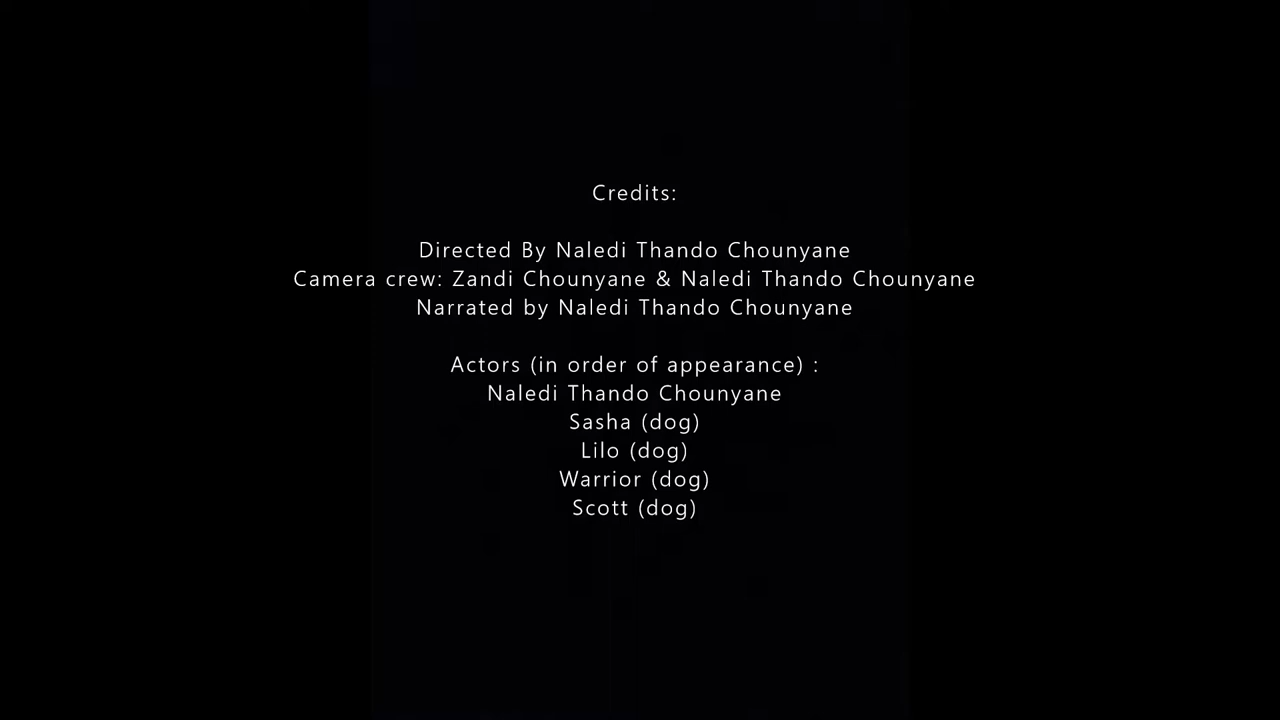 Credits:
Directed By Naledi Thando Chounyane
Camera crew: Zandi Chounyane & Naledi Thando Chounyane
Narrated by Naledi Thando Chounyane
Actors (in order of appearance) :
Naledi Thando Chounyane
Sasha (dog)
Lilo (dog)
Warrior (dog)
Scott (dog)